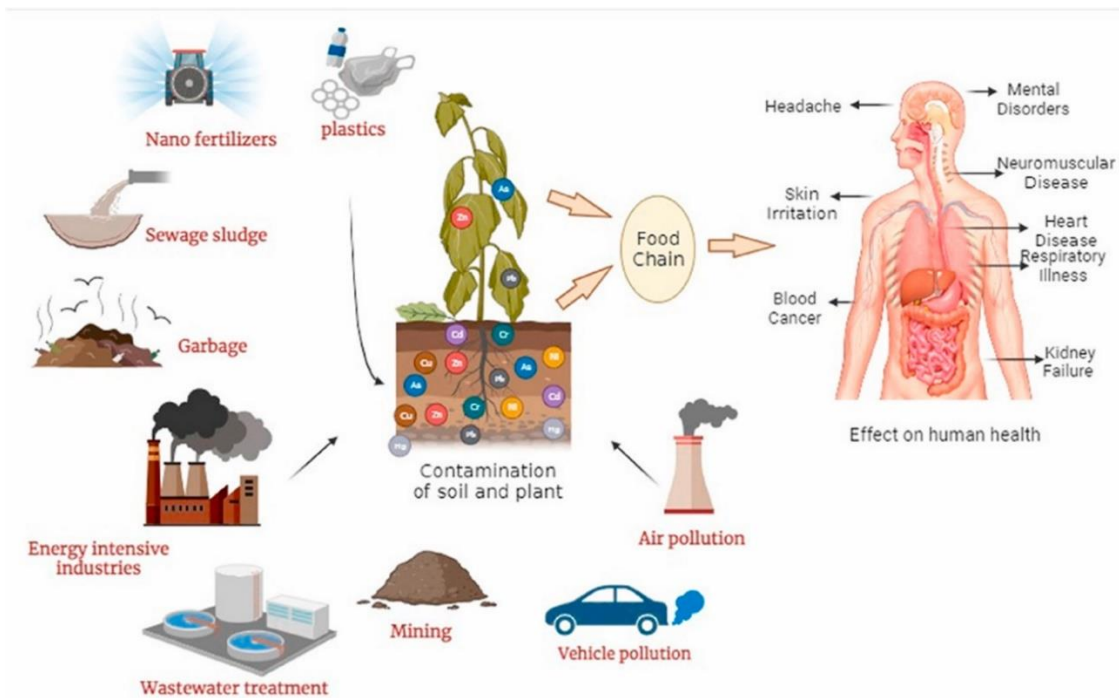 Nano fertilizers
plastics
Sewage sludge
Garbage
Energy intensive
industries
Wastewater treatment
Mining
Vehicle pollution
Air pollution
As
Zn
Pb
Cd
Cr
Cu
Zn
As
Ni
Pb
Cd
Cu
Zn
Cr
Ni
Hg
Pb
Hg
Contamination
of soil and plant
Food
Chain
Headache
Mental
Disorders
Neuromuscular
Disease
Skin
Irritation
Heart
Disease
Respiratory
Illness
Blood
Cancer
Kidney
Failure
Effect on human health